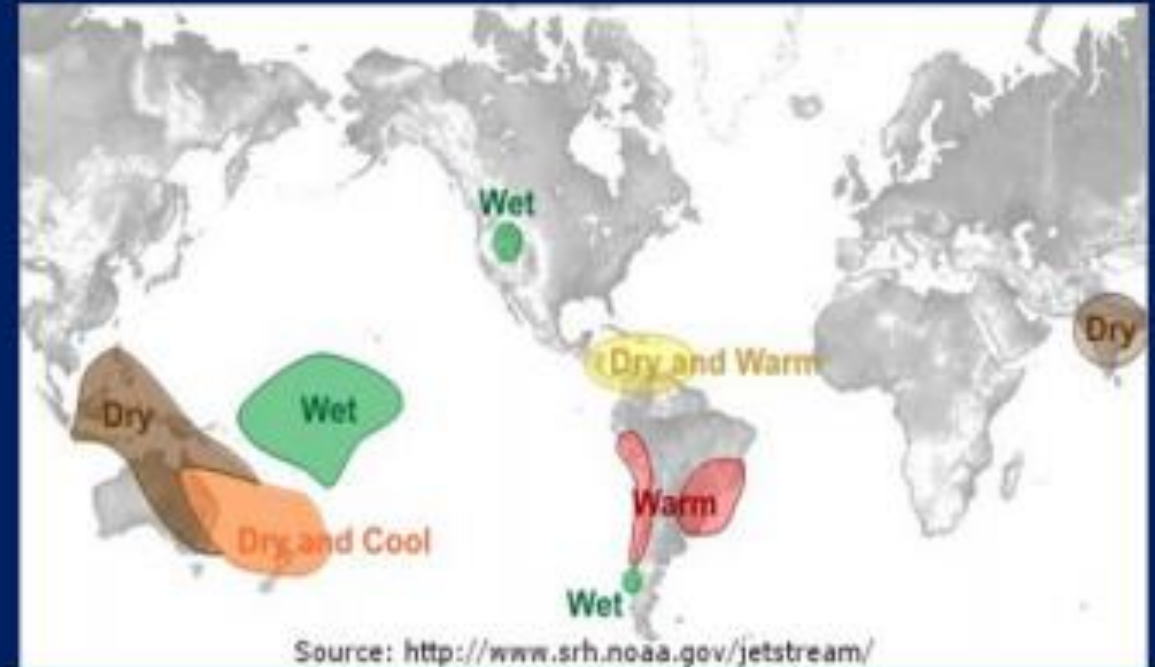 Wet
Dry
Dry and Warm
Dry
Wet
Warm
Dry and Cool
Wet
Source: http://www.srh.noaa.gov/jetstream/